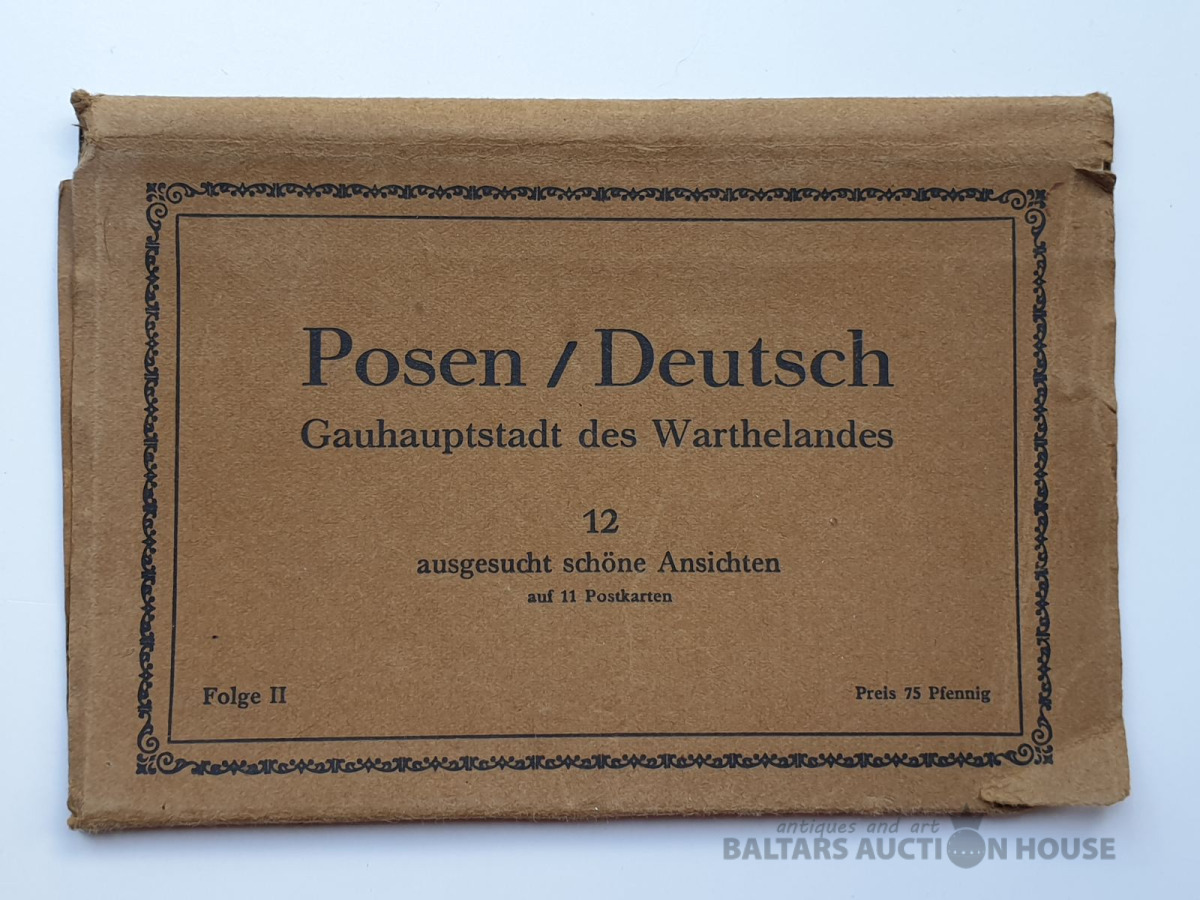 Posen / Deutsch
Gauhauptstadt des Warthelandes
12
ausgesucht schöne Ansichten
auf 11 Postkarten
Folge II
Preis 75 Pfennig
antiques and art
BALTARS AUCTION HOUSE